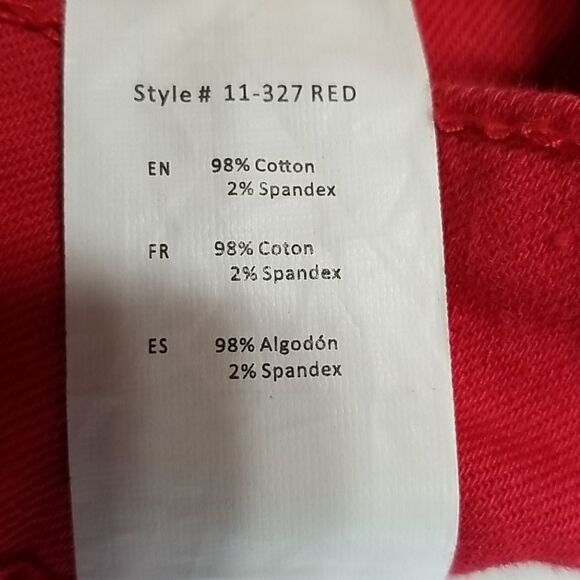 Style # 11-327 RED
EN 98% Cotton
2% Spandex
FR 98% Coton
2% Spandex
ES 98% Algodón
2% Spandex